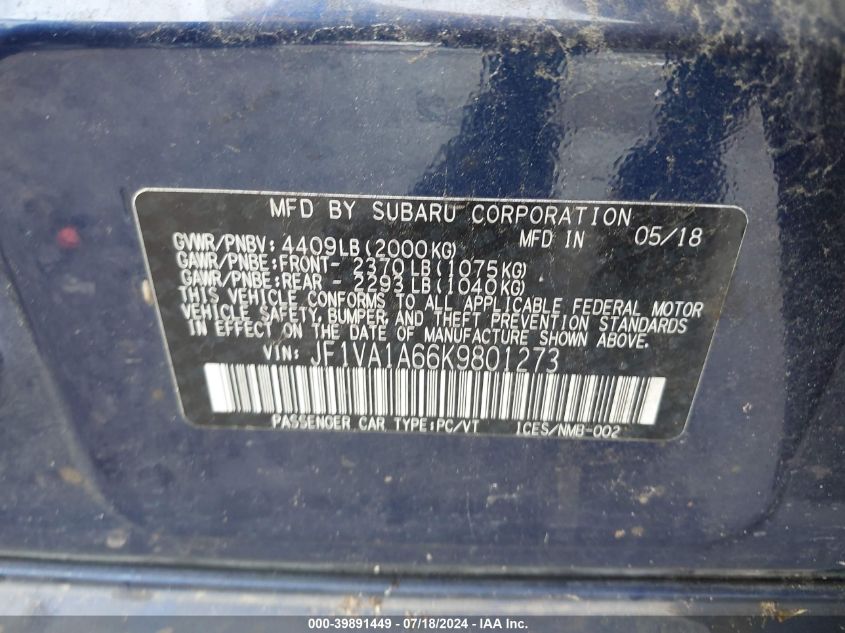 MFD BY SUBARU CORPORATION
GVWR/PNBV: 4409LB(2000KG) MFD IN 05/18
GAWR/PNBE:FRONT- 2370LB(1075KG)
GAWR/PNBE:REAR - 2293LB(1040KG)
THIS VEHICLE CONFORMS TO ALL APPLICABLE FEDERAL MOTOR
VEHICLE SAFETY, BUMPER, AND THEFT PREVENTION STANDARDS
IN EFFECT ON THE DATE OF MANUFACTURE SHOWN ABOVE.
VIN: JF1VA1A66K9801273
PASSENGER CAR TYPE:PC/VT ICES/NMB-002
000-39891449 - 07/18/2024 - IAA Inc.